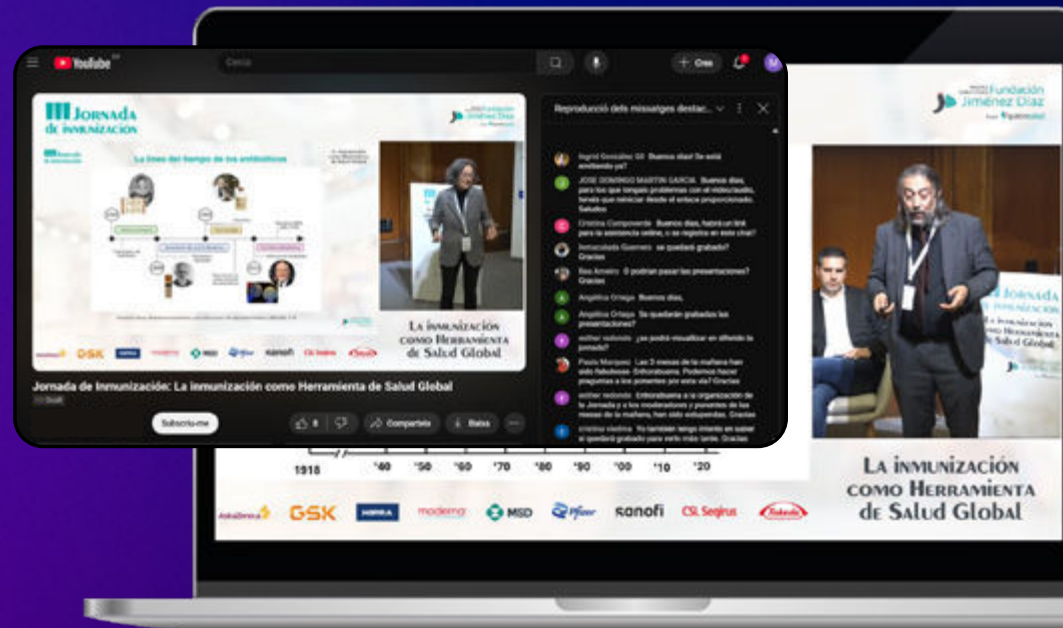 YouTube
Cerca
Crea
III JORNADA
DE INMUNIZACIÓN
Fundación
Jiménez Díaz
La línea del tiempo de los antibióticos
LA INMUNIZACIÓN
COMO HERRAMIENTA
DE SALUD GLOBAL
AstraZeneca
GSK
HIPRA
moderna
MSD
Pfizer
sanofi
CSL Seqirus
Takeda
Jornada de Inmunización: La inmunización como Herramienta de Salud Global
Subscriu-me
8
Comparteix
Baixa
Reproducció dels missatges destac...
Ingrid González Gil Buenos días! Se está
emitiendo ya?
JOSE DOMINGO MARTIN GARCIA Buenos días,
para los que tengais problemas con el video/audio,
tenéis que reiniciar desde el enlace proporcionado.
Saludos
Cristina Campoverde Buenos días, habrá un link
para la asistencia online, o se registra en este chat?
Inmaculada Guerrero se quedará grabado?
Gracias
Bea Ameiro O podrían pasar las presentaciones?
Gracias
Angélica Ortega Buenos días,
Angélica Ortega Se quedarán grabadas las
presentaciones?
esther redondo ¿se podrá visualizar en diferido la
jornada?
Paula Marquez Las 3 mesas de la mañana han
sido fabulosas. Enhorabuena. Podemos hacer
preguntas a los ponentes por esta vía? Gracias
esther redondo Enhorabuena a la organización de
la Jornada y a los moderadores y ponentes de las
mesas de la mañana, han sido estupendas. Gracias
cristina viedma Yo también tengo interés en saber
si quedará grabado para verlo más tarde. Gracias
Fundación
Jiménez Díaz
1918 '40 '50 '60 '70 '80 '90 '00 '10 '20
AstraZeneca
GSK
HIPRA
moderna
MSD
Pfizer
sanofi
CSL Seqirus
Takeda
LA INMUNIZACIÓN
COMO HERRAMIENTA
DE SALUD GLOBAL